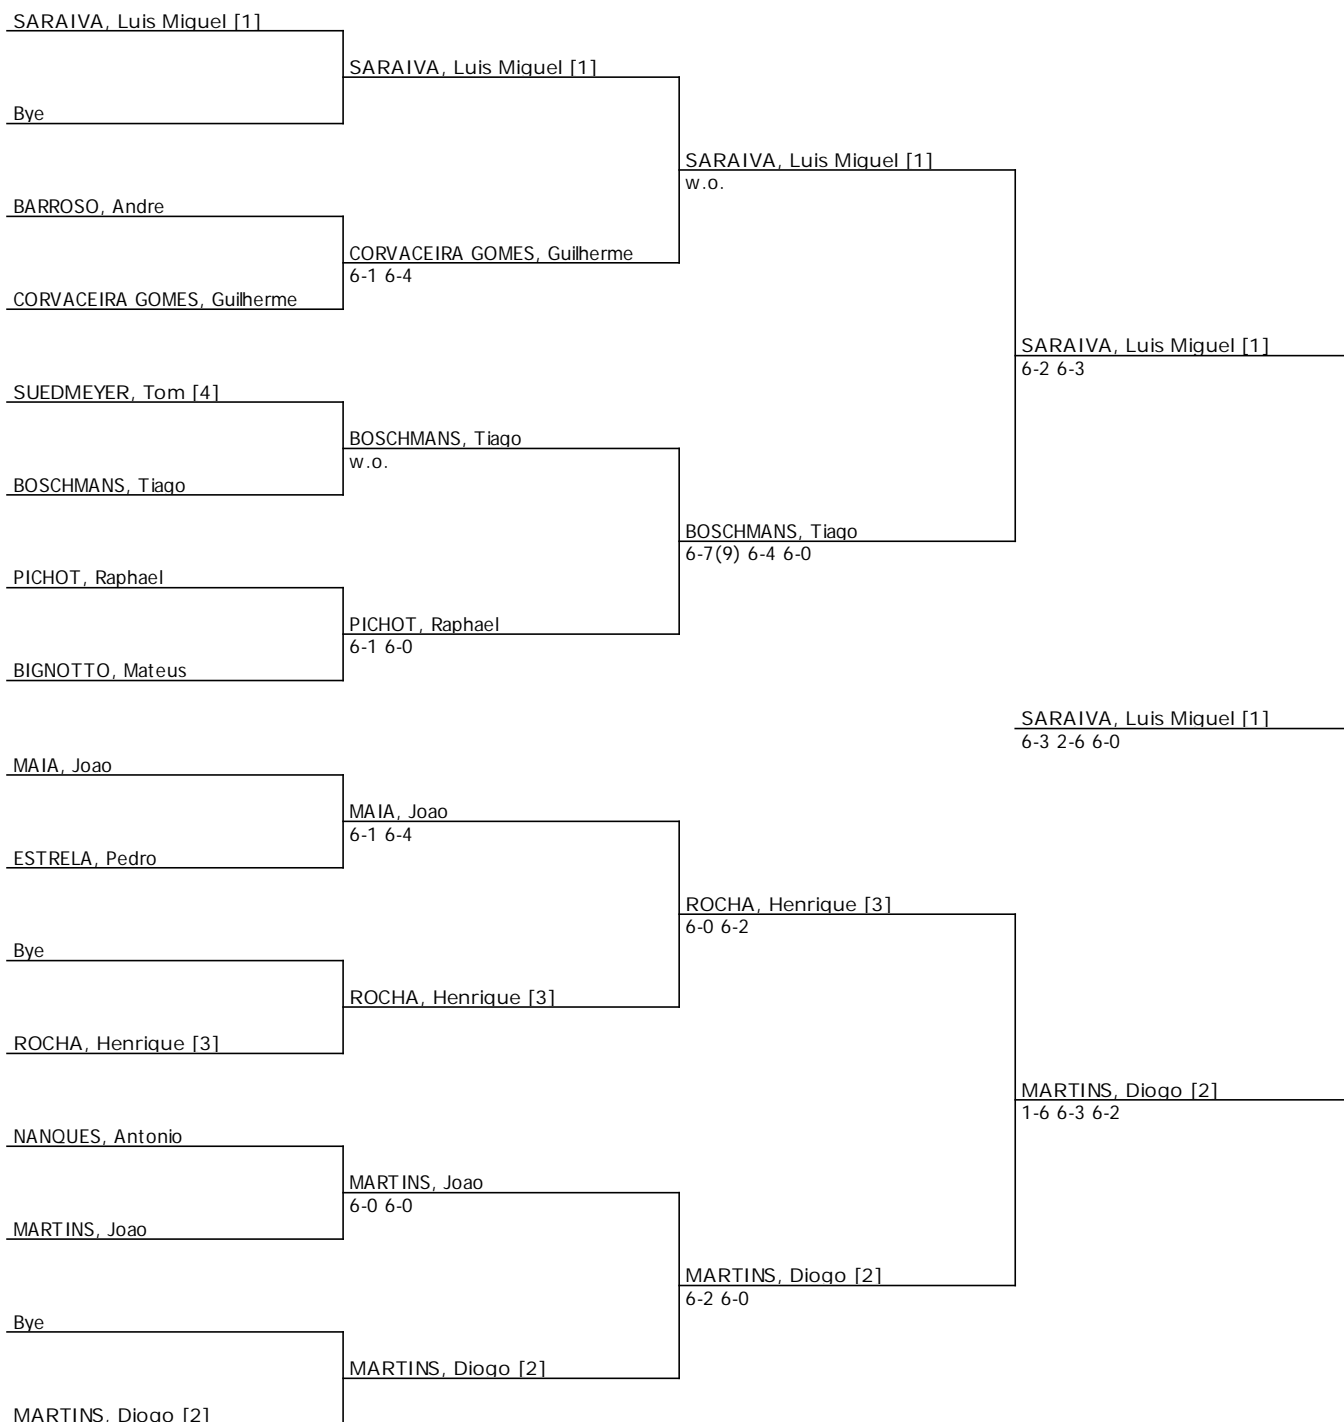 SARAIVA, Luis Miguel [1]
Bye
BARROSO, Andre
CORVACEIRA GOMES, Guilherme
SUEDMEYER, Tom [4]
BOSCHMANS, Tiago
PICHOT, Raphael
BIGNOTTO, Mateus
MAIA, Joao
ESTRELA, Pedro
Bye
ROCHA, Henrique [3]
NANQUES, Antonio
MARTINS, Joao
Bye
MARTINS, Diogo [2]
SARAIVA, Luis Miguel [1]
CORVACEIRA GOMES, Guilherme
6-1 6-4
BOSCHMANS, Tiago
w.o.
PICHOT, Raphael
6-1 6-0
MAIA, Joao
6-1 6-4
ROCHA, Henrique [3]
MARTINS, Joao
6-0 6-0
MARTINS, Diogo [2]
SARAIVA, Luis Miguel [1]
w.o.
BOSCHMANS, Tiago
6-7(9) 6-4 6-0
ROCHA, Henrique [3]
6-0 6-2
MARTINS, Diogo [2]
6-2 6-0
SARAIVA, Luis Miguel [1]
6-2 6-3
SARAIVA, Luis Miguel [1]
6-3 2-6 6-0
MARTINS, Diogo [2]
1-6 6-3 6-2